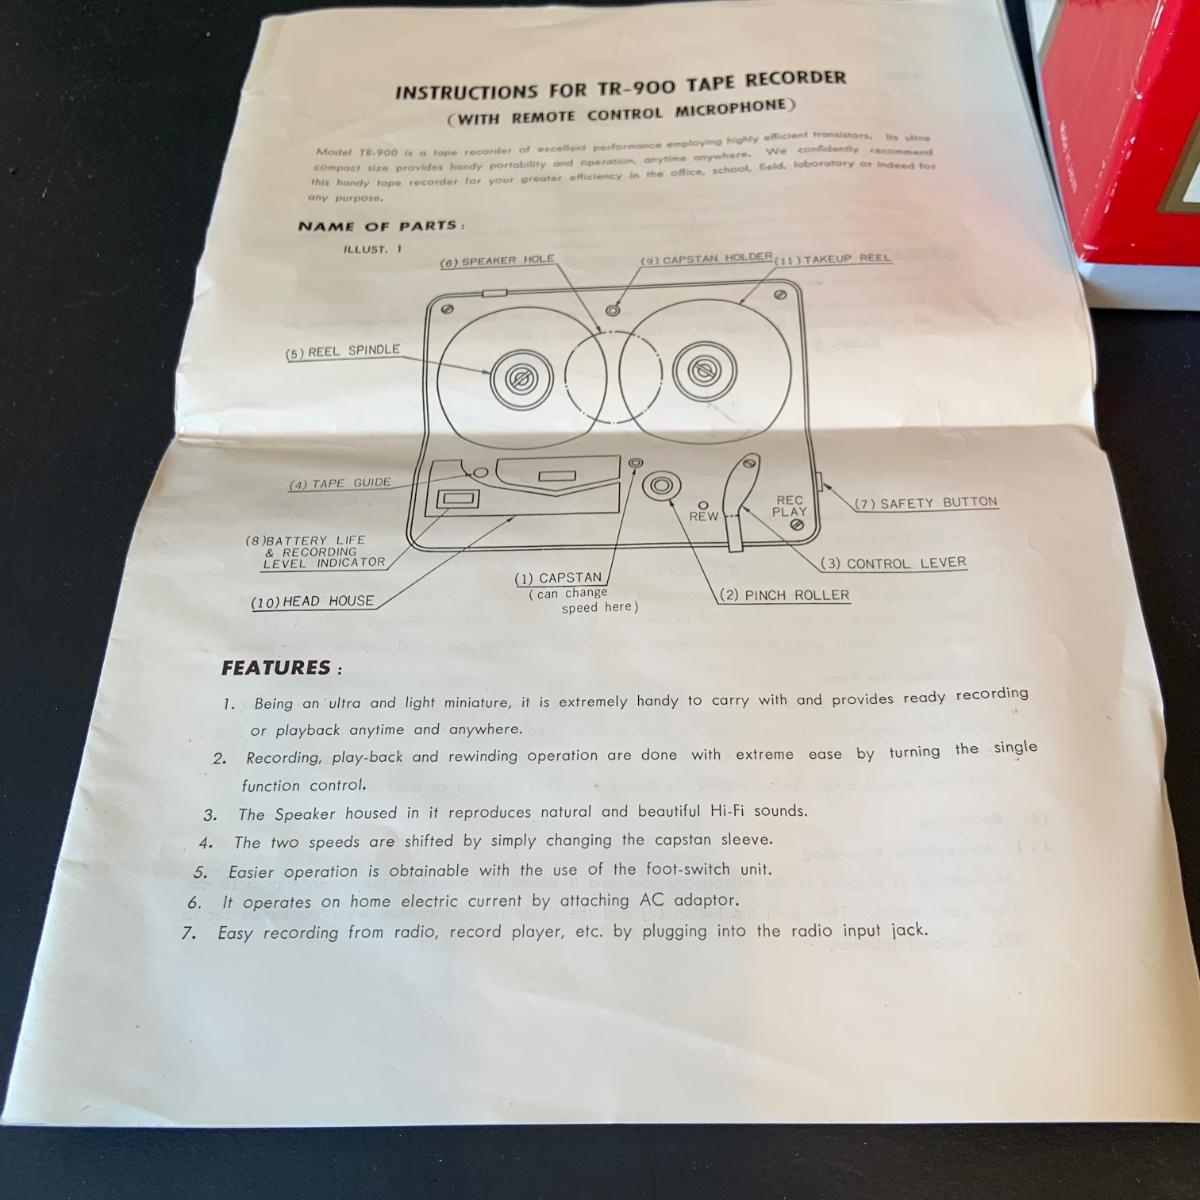 INSTRUCTIONS FOR TR-900 TAPE RECORDER
(WITH REMOTE CONTROL MICROPHONE)
Model TR-900 is a tape recorder of excellent performance employing highly efficient transistors. Its ultra
compact size provides handy portability and operation, anytime anywhere. We confidently recommend
this handy tape recorder for your greater efficiency in the office, school, field, laboratory or indeed for
any purpose.
NAME OF PARTS:
ILLUST. 1
(6) SPEAKER HOLE
(9) CAPSTAN HOLDER
(11) TAKEUP REEL
(5) REEL SPINDLE
(4) TAPE GUIDE
REW
REC
PLAY
(7) SAFETY BUTTON
(8) BATTERY LIFE
& RECORDING
LEVEL INDICATOR
(3) CONTROL LEVER
(1) CAPSTAN
(can change
speed here)
(10) HEAD HOUSE
(2) PINCH ROLLER
FEATURES:
1. Being an ultra and light miniature, it is extremely handy to carry with and provides ready recording
or playback anytime and anywhere.
2. Recording, play-back and rewinding operation are done with extreme ease by turning the single
function control.
3. The Speaker housed in it reproduces natural and beautiful Hi-Fi sounds.
4. The two speeds are shifted by simply changing the capstan sleeve.
5. Easier operation is obtainable with the use of the foot-switch unit.
6. It operates on home electric current by attaching AC adaptor.
7. Easy recording from radio, record player, etc. by plugging into the radio input jack.